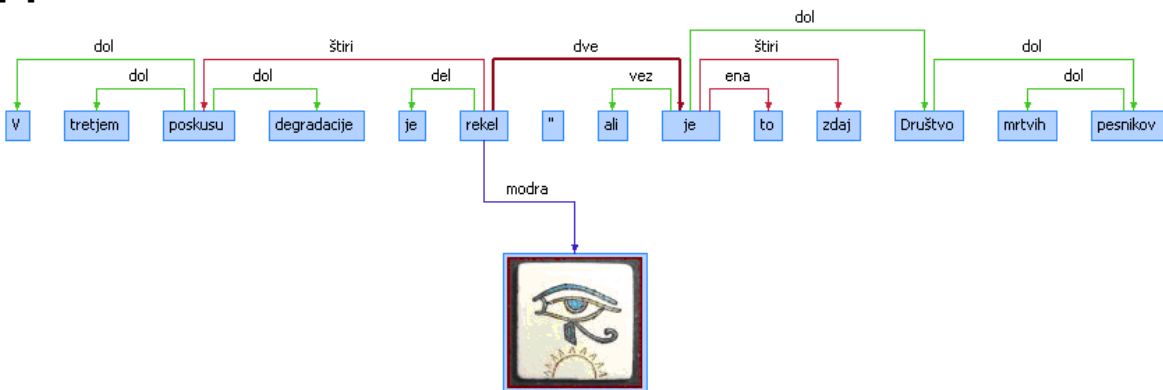 dol
dol štiri dve štiri dol
dol dol del vez ena dol
V tretjem poskusu degradacije je rekel " ali je to zdaj Društvo mrtvih pesnikov
modra